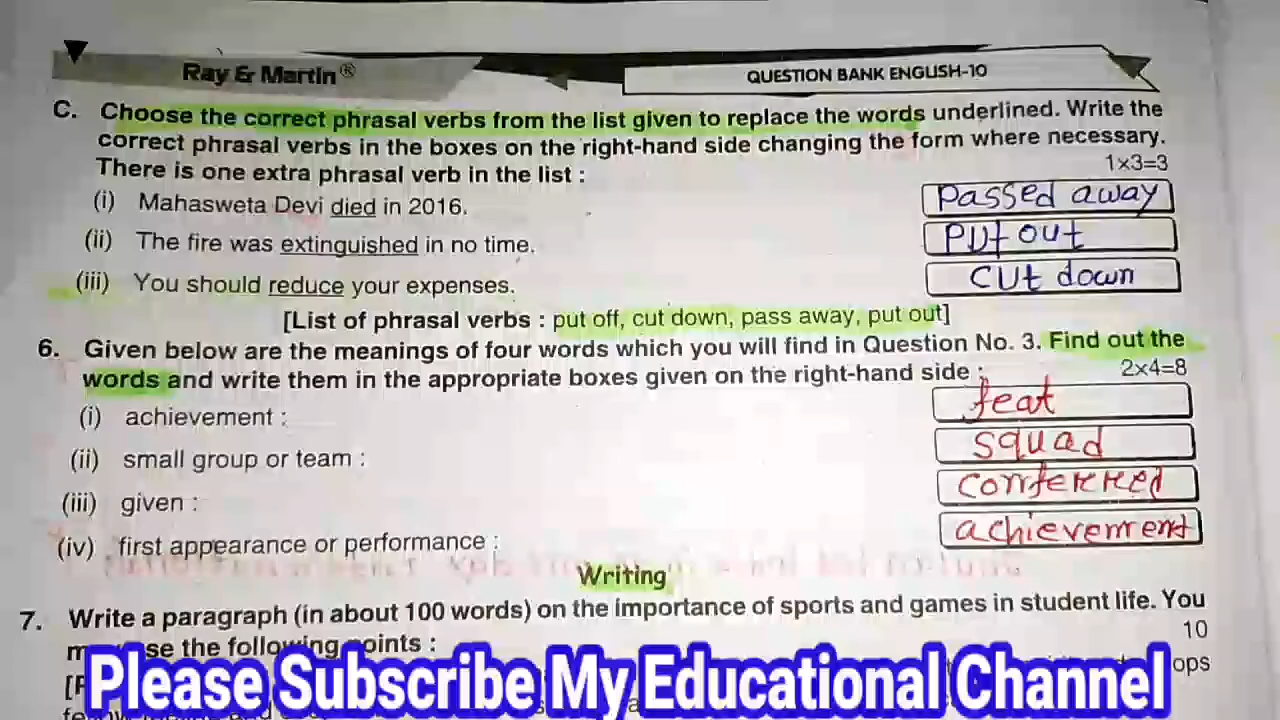 Ray & Martin®
QUESTION BANK ENGLISH-10
C. Choose the correct phrasal verbs from the list given to replace the words underlined. Write the
correct phrasal verbs in the boxes on the right-hand side changing the form where necessary.
There is one extra phrasal verb in the list : 1×3=3
(i) Mahasweta Devi died in 2016. Passed away
(ii) The fire was extinguished in no time. Put out
(iii) You should reduce your expenses. cut down
[List of phrasal verbs : put off, cut down, pass away, put out]
6. Given below are the meanings of four words which you will find in Question No. 3. Find out the
words and write them in the appropriate boxes given on the right-hand side : 2×4=8
(i) achievement : feat
(ii) small group or team : squad
(iii) given : conferred
(iv) first appearance or performance : achievement
Writing
7. Write a paragraph (in about 100 words) on the importance of sports and games in student life. You
the following points : 10
Please Subscribe My Educational Channel